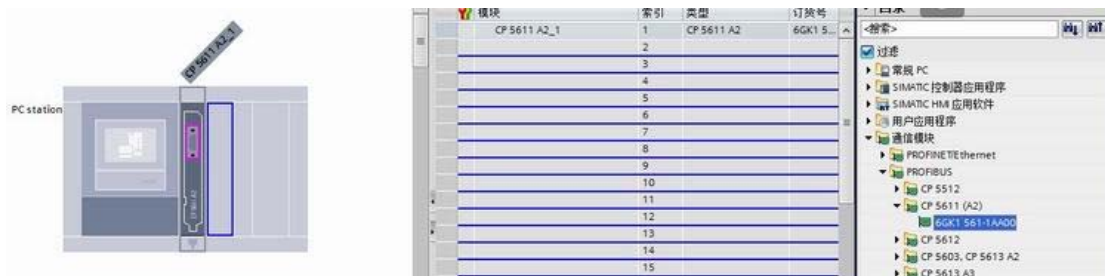 CP 5611 A2_1
PC station
CP 5611 A2
模块 索引 类型 订货号
CP 5611 A2_1 1 CP 5611 A2 6GK1 5...
2
3
4
5
6
7
8
9
10
11
12
13
14
15
<搜索>
过滤
常规 PC
SIMATIC 控制器应用程序
SIMATIC HMI 应用软件
用户应用程序
通信模块
PROFINET/Ethernet
PROFIBUS
CP 5512
CP 5611 (A2)
6GK1 561-1AA00
CP 5612
CP 5603, CP 5613 A2
CP 5613 A3